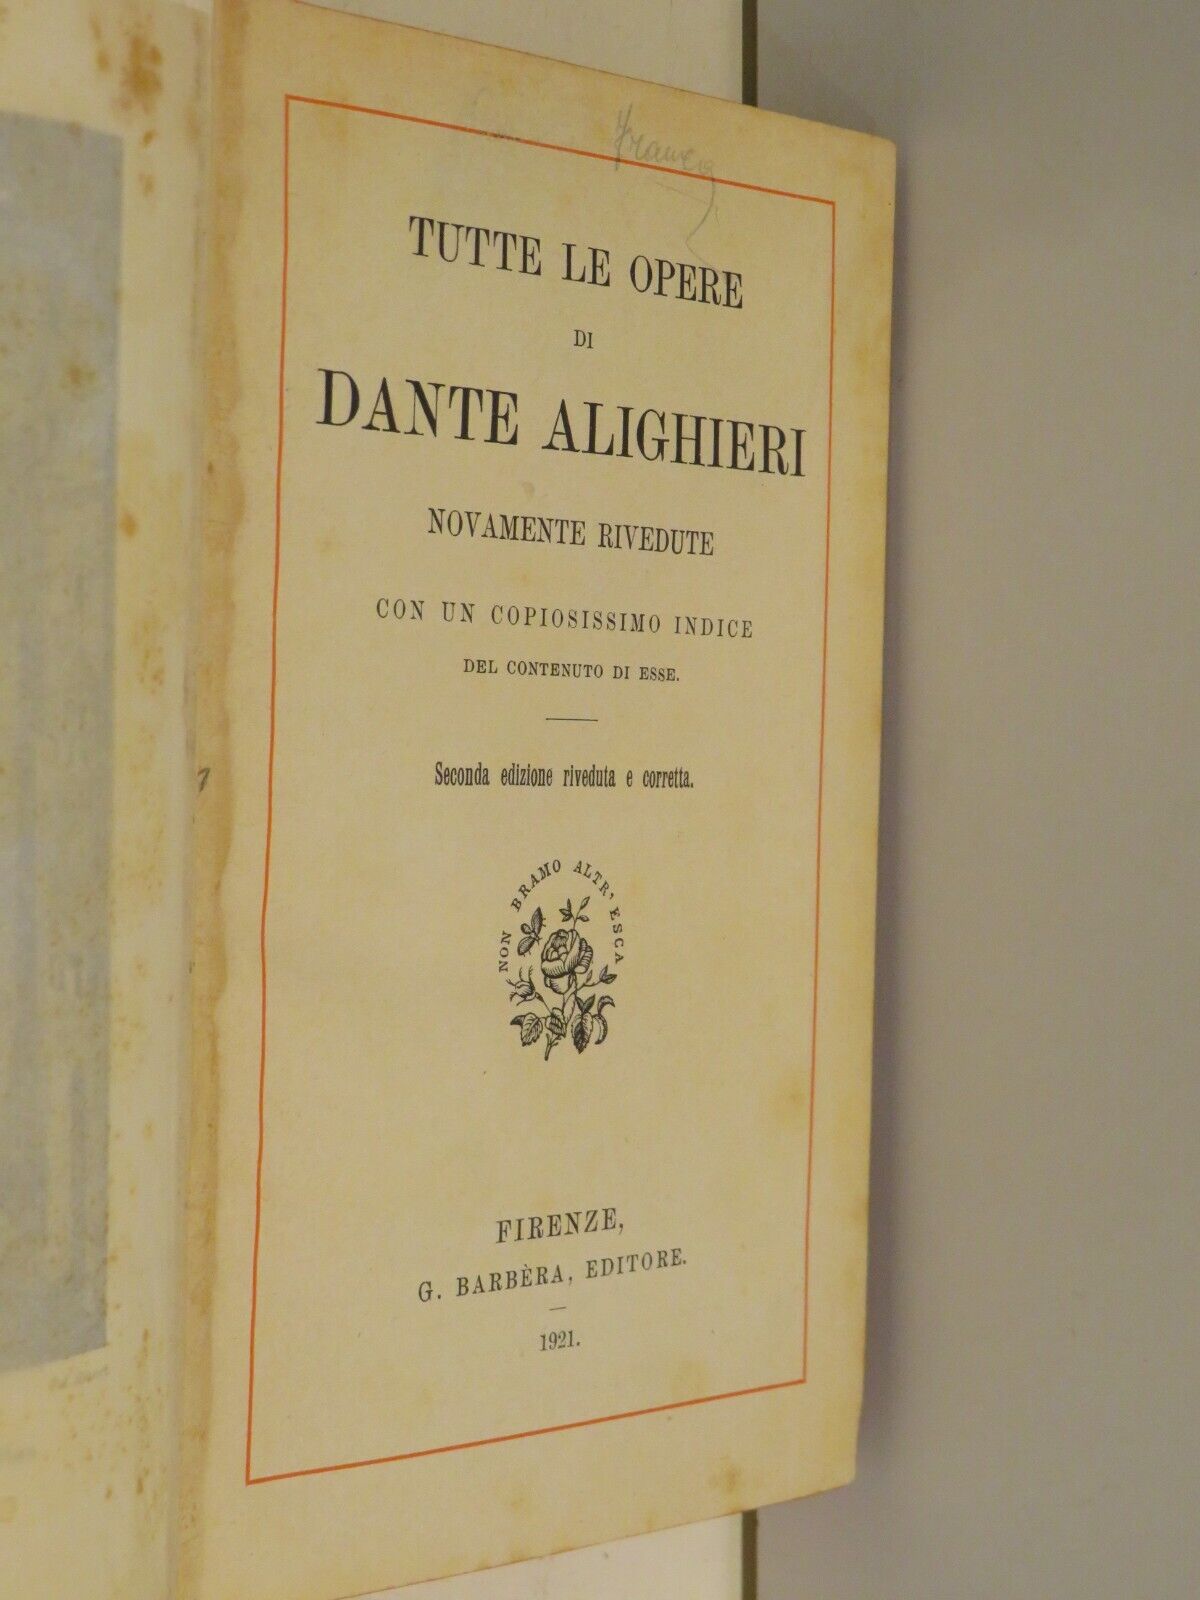 TUTTE LE OPERE
DI
DANTE ALIGHIERI
NOVAMENTE RIVEDUTE
CON UN COPIOSISSIMO INDICE
DEL CONTENUTO DI ESSE.
Seconda edizione riveduta e corretta.
NON BRAMO ALTR' ESCA
FIRENZE,
G. BARBÈRA, EDITORE.
1921.